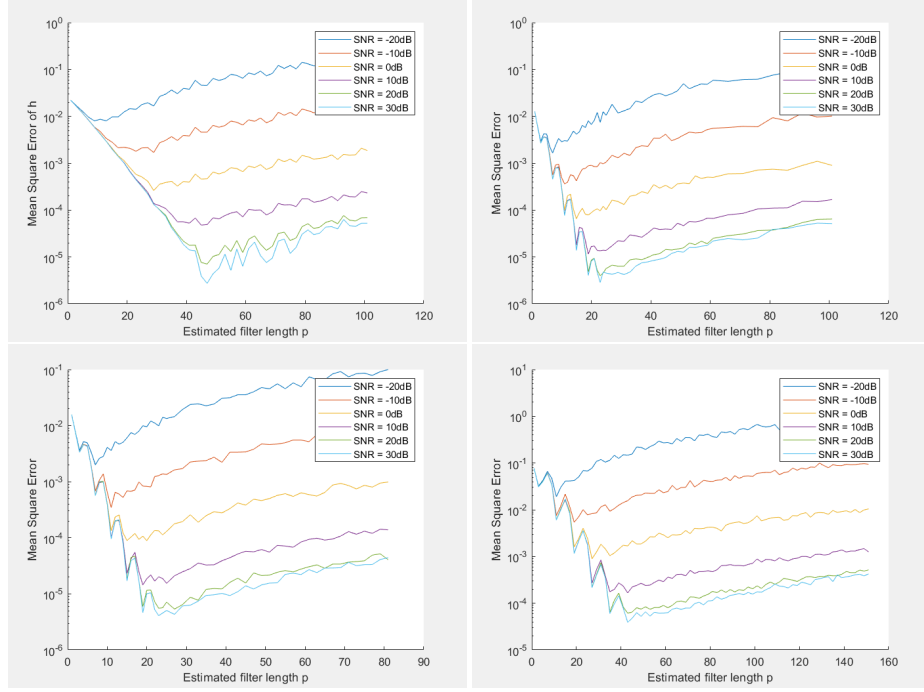 10^0
10^-1
10^-2
10^-3
10^-4
10^-5
10^-6
Mean Square Error of h
0 20 40 60 80 100 120
Estimated filter length p
SNR = -20dB
SNR = -10dB
SNR = 0dB
SNR = 10dB
SNR = 20dB
SNR = 30dB
10^0
10^-1
10^-2
10^-3
10^-4
10^-5
10^-6
Mean Square Error
0 20 40 60 80 100 120
Estimated filter length p
SNR = -20dB
SNR = -10dB
SNR = 0dB
SNR = 10dB
SNR = 20dB
SNR = 30dB
10^-1
10^-2
10^-3
10^-4
10^-5
10^-6
Mean Square Error
0 10 20 30 40 50 60 70 80 90
Estimated filter length p
SNR = -20dB
SNR = -10dB
SNR = 0dB
SNR = 10dB
SNR = 20dB
SNR = 30dB
10^1
10^0
10^-1
10^-2
10^-3
10^-4
10^-5
Mean Square Error
0 20 40 60 80 100 120 140 160
Estimated filter length p
SNR = -20dB
SNR = -10dB
SNR = 0dB
SNR = 10dB
SNR = 20dB
SNR = 30dB